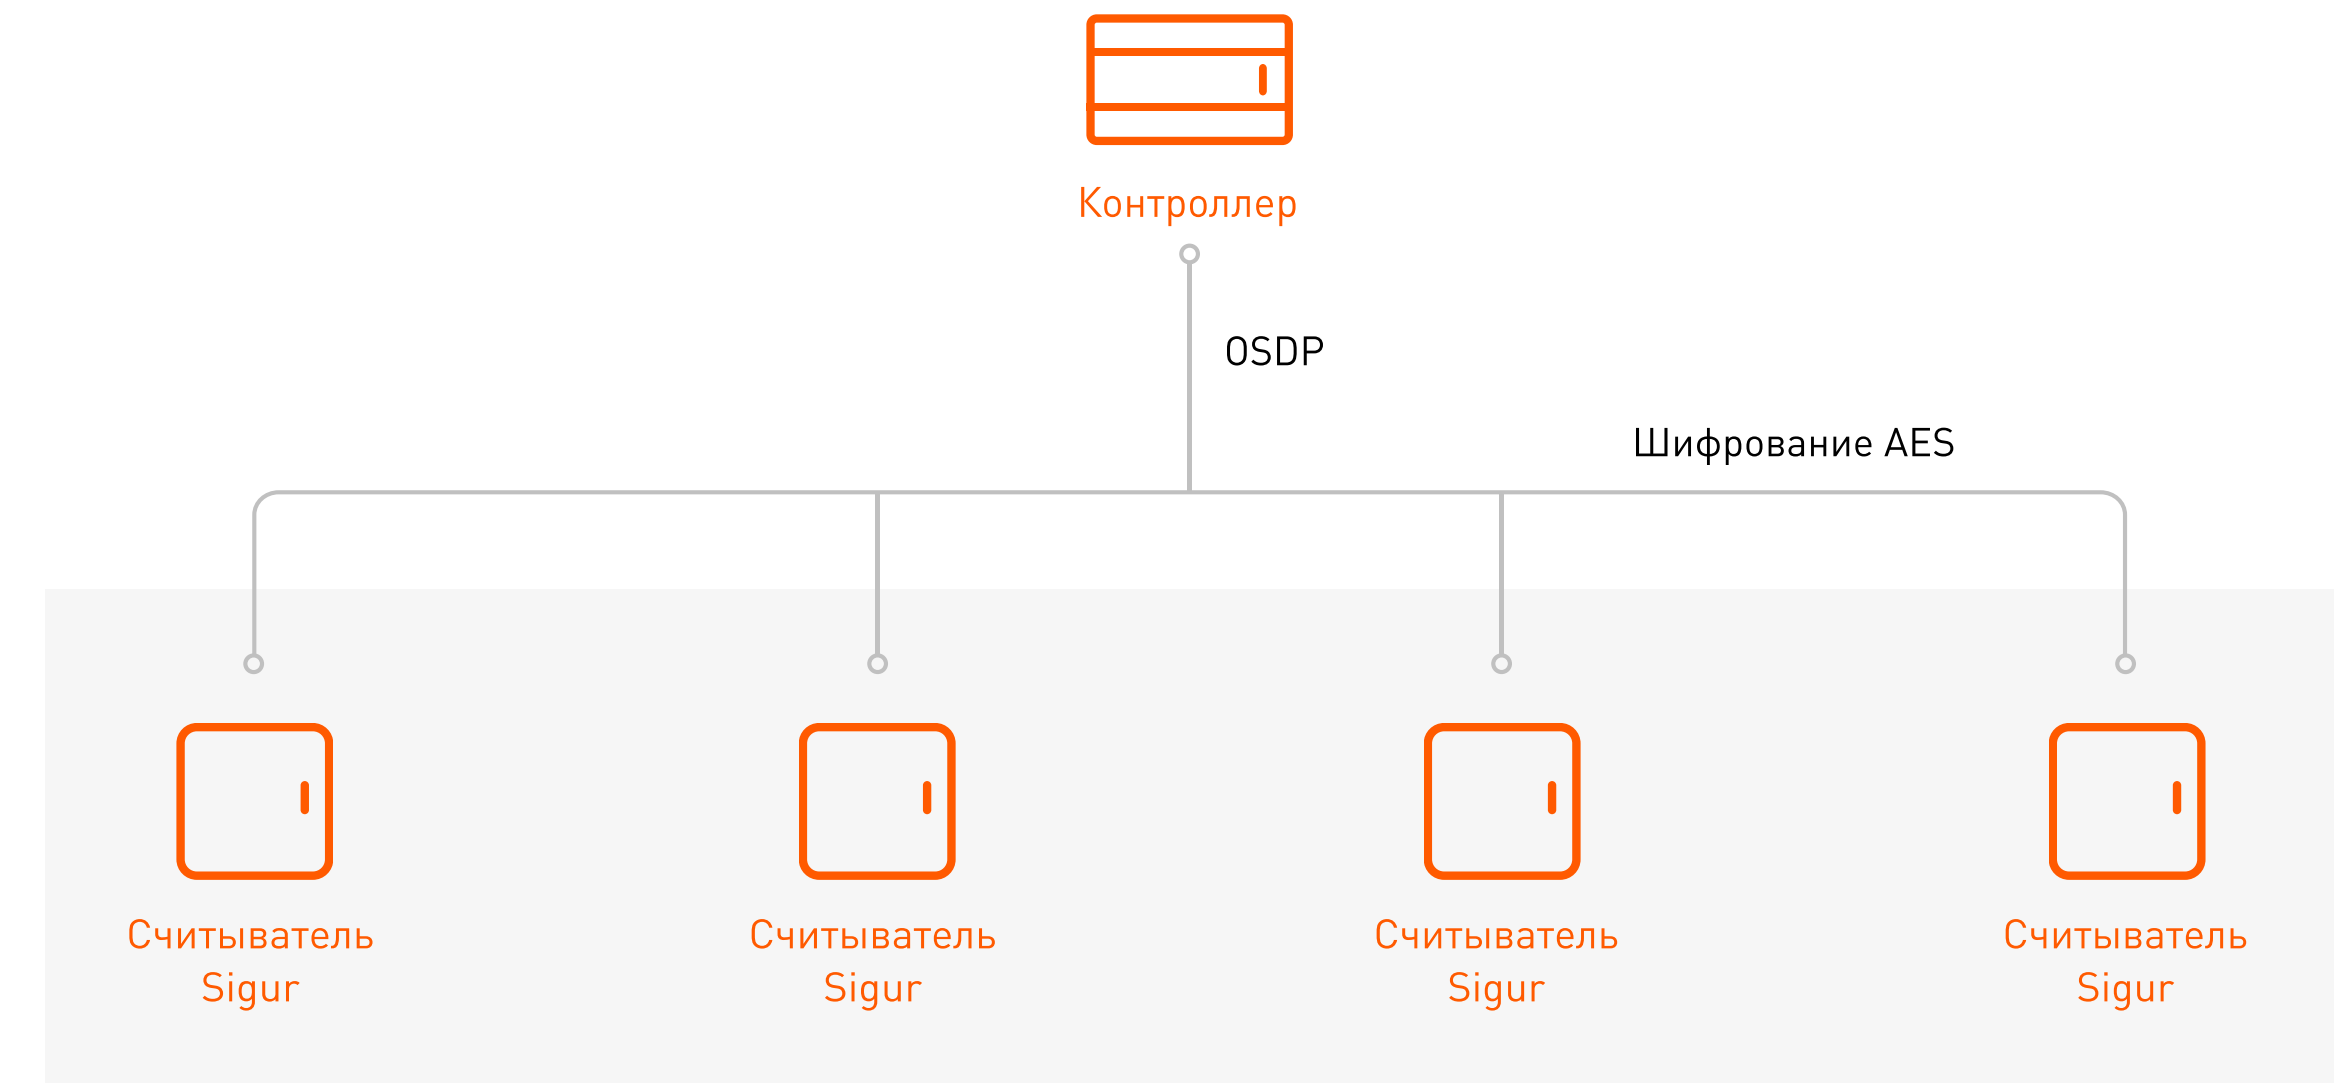 Контроллер
OSDP
Шифрование AES
Считыватель
Sigur
Считыватель
Sigur
Считыватель
Sigur
Считыватель
Sigur